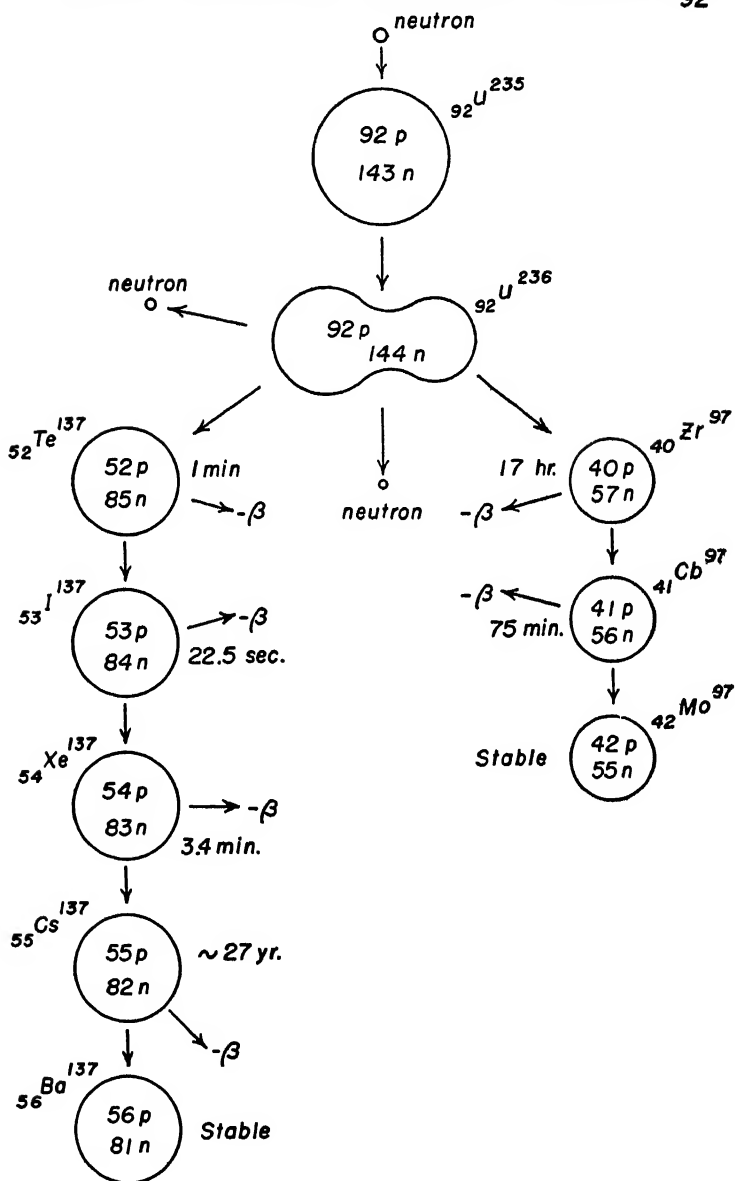 92
neutron
₉₂U²³⁵
92 p
143 n
neutron
₉₂U²³⁶
92 p
144 n
₅₂Te¹³⁷
52 p
85 n
1 min
-β
neutron
₄₀Zr⁹⁷
17 hr.
40 p
57 n
-β
₅₃I¹³⁷
53 p
84 n
-β
22.5 sec.
₄₁Cb⁹⁷
-β
41 p
56 n
75 min.
₄₂Mo⁹⁷
Stable
42 p
55 n
₅₄Xe¹³⁷
54 p
83 n
-β
3.4 min.
₅₅Cs¹³⁷
55 p
82 n
~ 27 yr.
-β
₅₆Ba¹³⁷
56 p
81 n
Stable